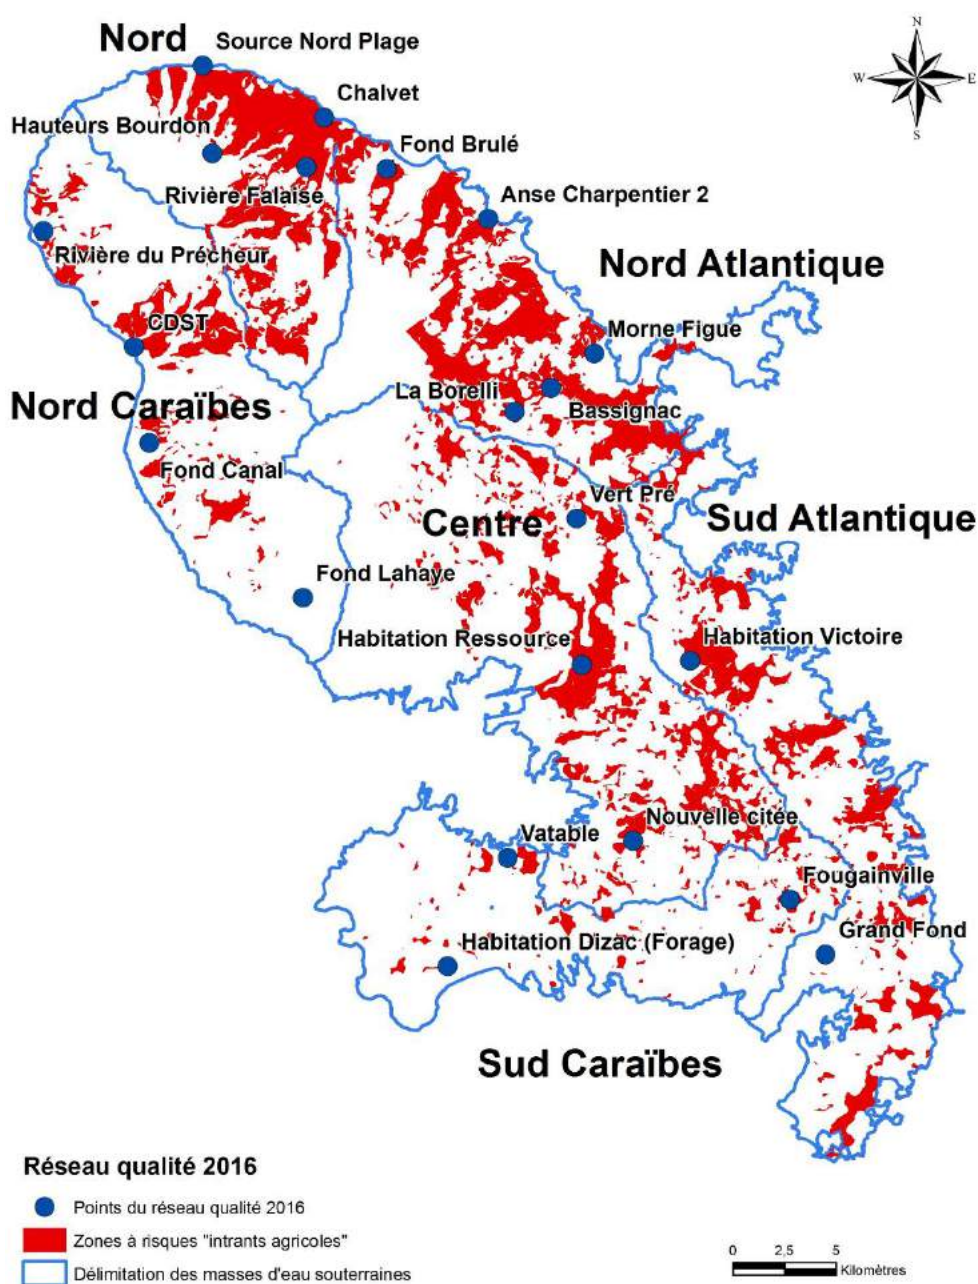 Nord
Source Nord Plage
N
W
E
S
Chalvet
Hauteurs Bourdon
Fond Brulé
Rivière Falaise
Anse Charpentier 2
Rivière du Prêcheur
Nord Atlantique
CDST
Morne Figue
Nord Caraïbes
La Borelli
Bassignac
Fond Canal
Vert Pré
Centre
Sud Atlantique
Fond Lahaye
Habitation Ressource
Habitation Victoire
Vatable
Nouvelle citée
Fougainville
Habitation Dizac (Forage)
Grand Fond
Sud Caraïbes
Réseau qualité 2016
Points du réseau qualité 2016
Zones à risques "intrants agricoles"
Délimitation des masses d'eau souterraines
0 2,5 5
Kilomètres